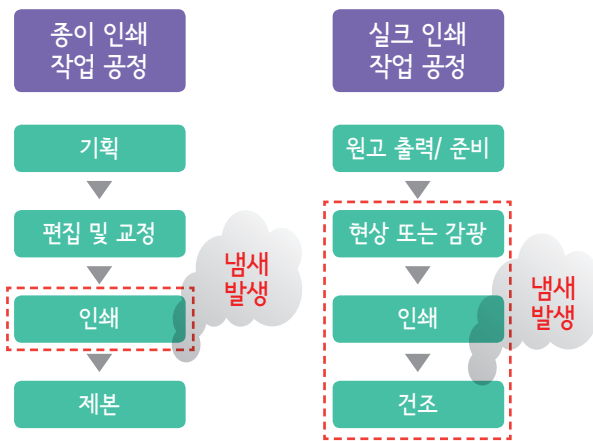 종이 인쇄
작업 공정
기획
편집 및 교정
인쇄
제본
냄새
발생
실크 인쇄
작업 공정
원고 출력/ 준비
현상 또는 감광
인쇄
건조
냄새
발생